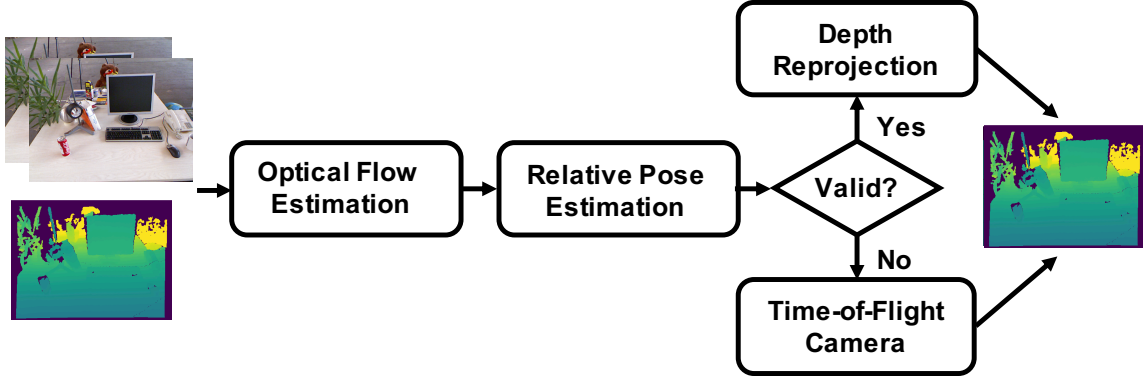 Optical Flow
Estimation
Relative Pose
Estimation
Valid?
Yes
Depth
Reprojection
No
Time-of-Flight
Camera